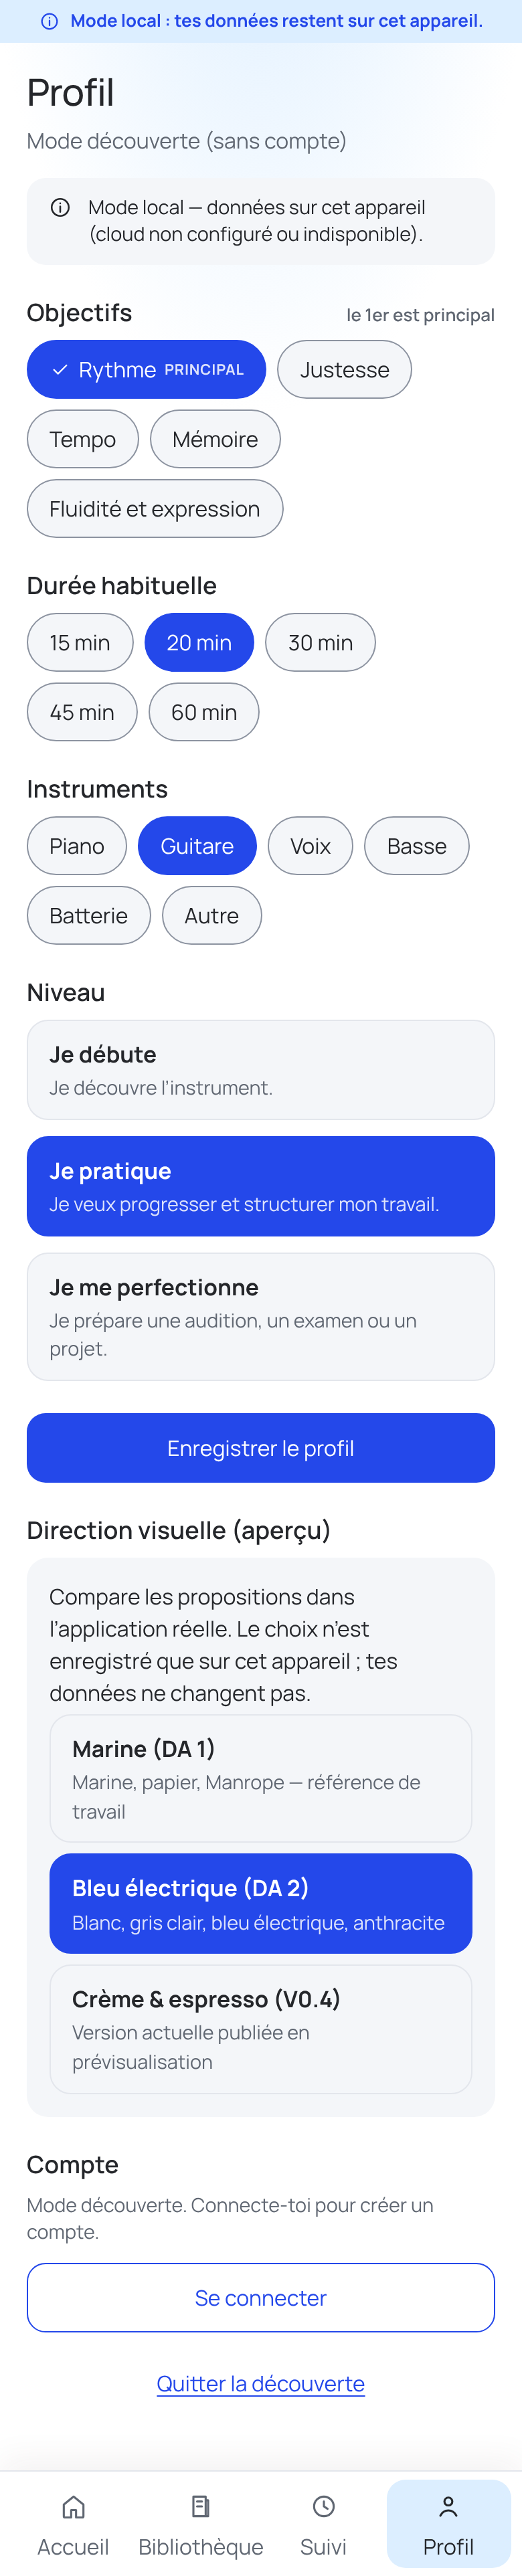 Mode local : tes données restent sur cet appareil.
Profil
Mode découverte (sans compte)
Mode local — données sur cet appareil
(cloud non configuré ou indisponible).
Objectifs
le 1er est principal
Rythme PRINCIPAL
Justesse
Tempo
Mémoire
Fluidité et expression
Durée habituelle
15 min
20 min
30 min
45 min
60 min
Instruments
Piano
Guitare
Voix
Basse
Batterie
Autre
Niveau
Je débute
Je découvre l'instrument.
Je pratique
Je veux progresser et structurer mon travail.
Je me perfectionne
Je prépare une audition, un examen ou un
projet.
Enregistrer le profil
Direction visuelle (aperçu)
Compare les propositions dans
l'application réelle. Le choix n'est
enregistré que sur cet appareil ; tes
données ne changent pas.
Marine (DA 1)
Marine, papier, Manrope — référence de
travail
Bleu électrique (DA 2)
Blanc, gris clair, bleu électrique, anthracite
Crème & espresso (V0.4)
Version actuelle publiée en
prévisualisation
Compte
Mode découverte. Connecte-toi pour créer un
compte.
Se connecter
Quitter la découverte
Accueil
Bibliothèque
Suivi
Profil